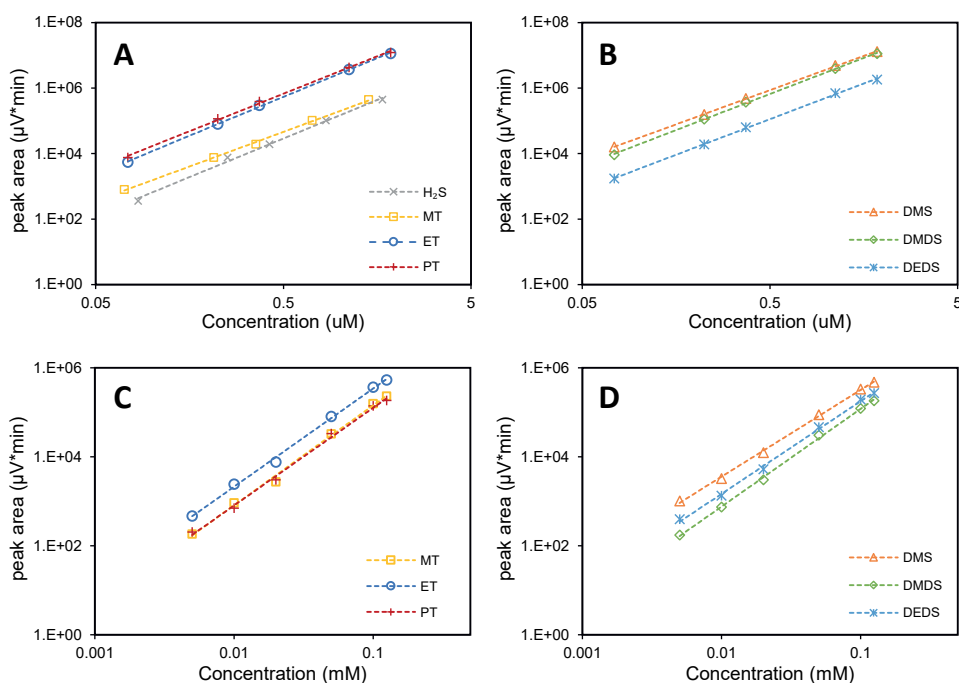 A
peak area (µV*min)
1.E+08
1.E+06
1.E+04
1.E+02
1.E+00
0.05
0.5
5
Concentration (uM)
H₂S
MT
ET
PT
B
peak area (µV*min)
1.E+08
1.E+06
1.E+04
1.E+02
1.E+00
0.05
0.5
5
Concentration (uM)
DMS
DMDS
DEDS
C
peak area (µV*min)
1.E+06
1.E+04
1.E+02
1.E+00
0.001
0.01
0.1
Concentration (mM)
MT
ET
PT
D
peak area (µV*min)
1.E+06
1.E+04
1.E+02
1.E+00
0.001
0.01
0.1
Concentration (mM)
DMS
DMDS
DEDS